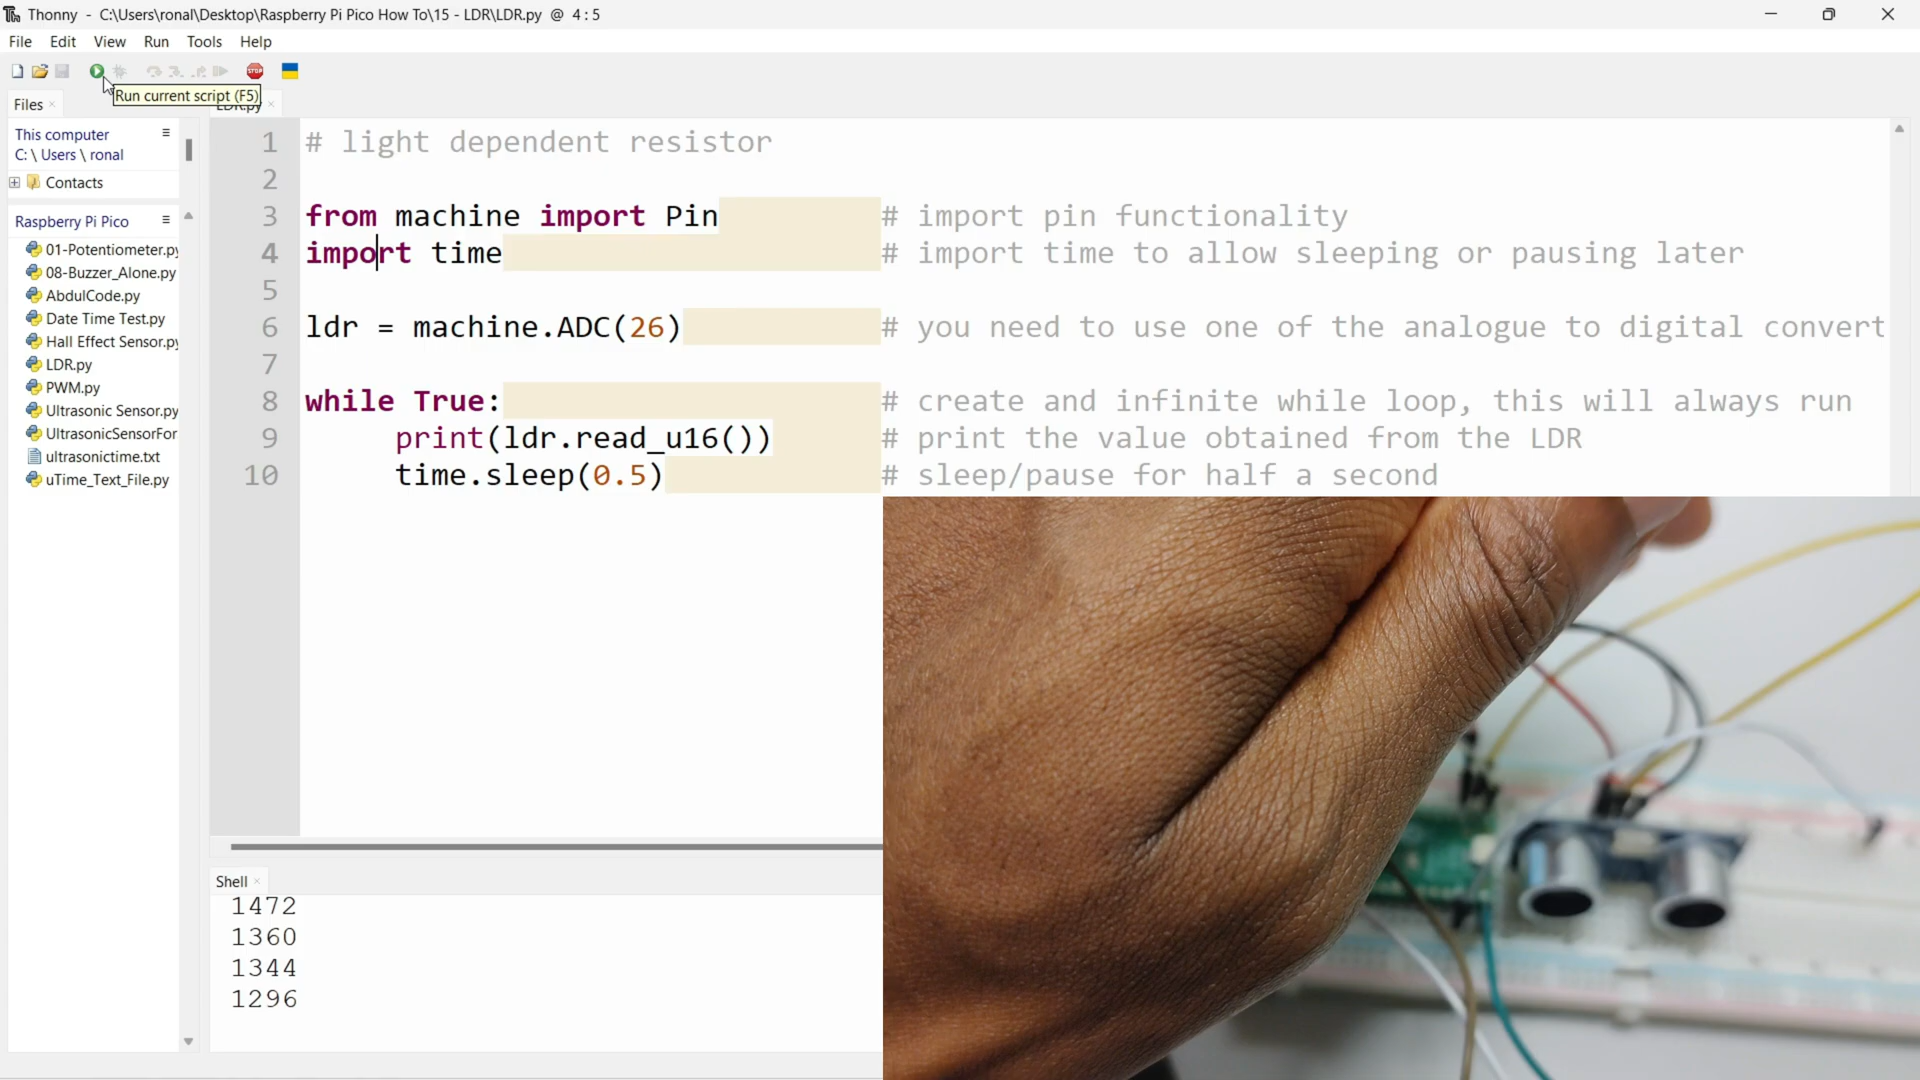 Thonny - C:\Users\ronal\Desktop\Raspberry Pi Pico How To\15 - LDR\LDR.py @ 4 : 5
File Edit View Run Tools Help
STOP
Run current script (F5)
Files
LDR.py
This computer
C: \ Users \ ronal
Contacts
Raspberry Pi Pico
01-Potentiometer.py
08-Buzzer_Alone.py
AbdulCode.py
Date Time Test.py
Hall Effect Sensor.py
LDR.py
PWM.py
Ultrasonic Sensor.py
UltrasonicSensorFor
ultrasonictime.txt
uTime_Text_File.py
1 # light dependent resistor
2
3 from machine import Pin # import pin functionality
4 import time # import time to allow sleeping or pausing later
5
6 ldr = machine.ADC(26) # you need to use one of the analogue to digital convert
7
8 while True: # create and infinite while loop, this will always run
9 print(ldr.read_u16()) # print the value obtained from the LDR
10 time.sleep(0.5) # sleep/pause for half a second
Shell
1472
1360
1344
1296